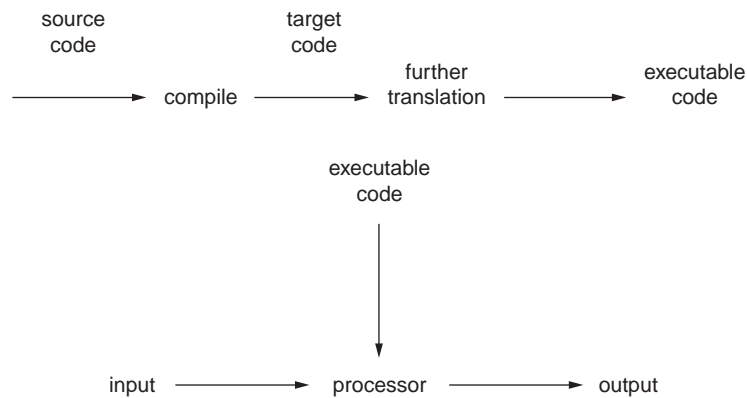 source
code
target
code
compile
further
translation
executable
code
executable
code
input
processor
output